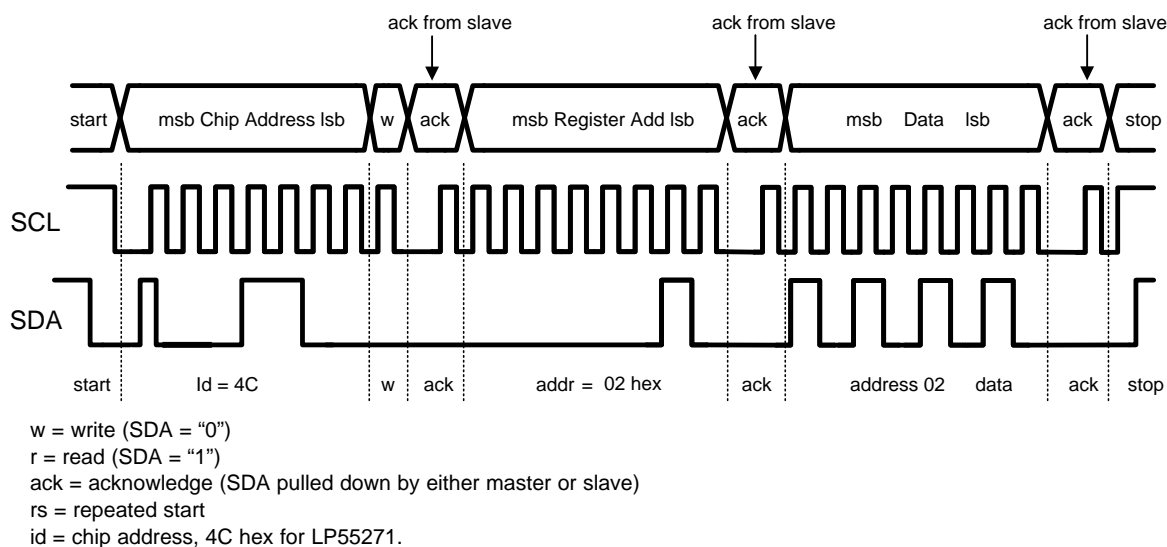 ack from slave ack from slave ack from slave
start msb Chip Address lsb w ack msb Register Add lsb ack msb Data lsb ack stop
SCL
SDA
start Id = 4C w ack addr = 02 hex ack address 02 data ack stop
w = write (SDA = “0”)
r = read (SDA = “1”)
ack = acknowledge (SDA pulled down by either master or slave)
rs = repeated start
id = chip address, 4C hex for LP55271.